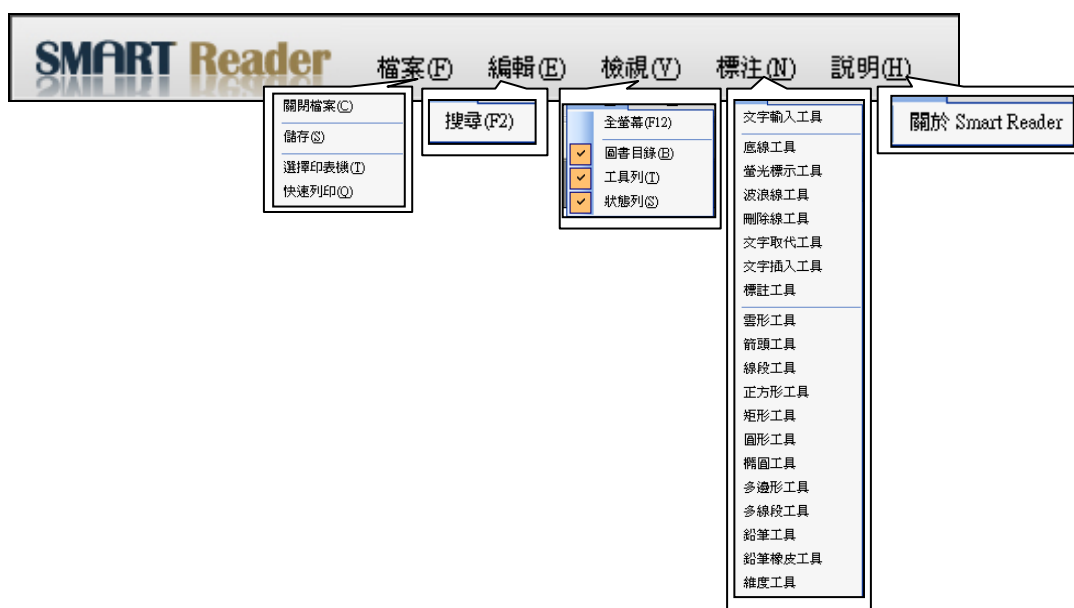 SMART Reader 檔案(F) 編輯(E) 檢視(V) 標注(N) 說明(H)
關閉檔案(C)
儲存(S)
選擇印表機(T)
快速列印(Q)
搜尋(F2)
全螢幕(F12)
圖書目錄(B)
工具列(T)
狀態列(S)
文字輸入工具
底線工具
螢光標示工具
波浪線工具
刪除線工具
文字取代工具
文字插入工具
標註工具
雲形工具
箭頭工具
線段工具
正方形工具
矩形工具
圓形工具
橢圓工具
多邊形工具
多線段工具
鉛筆工具
鉛筆橡皮工具
維度工具
關於 Smart Reader